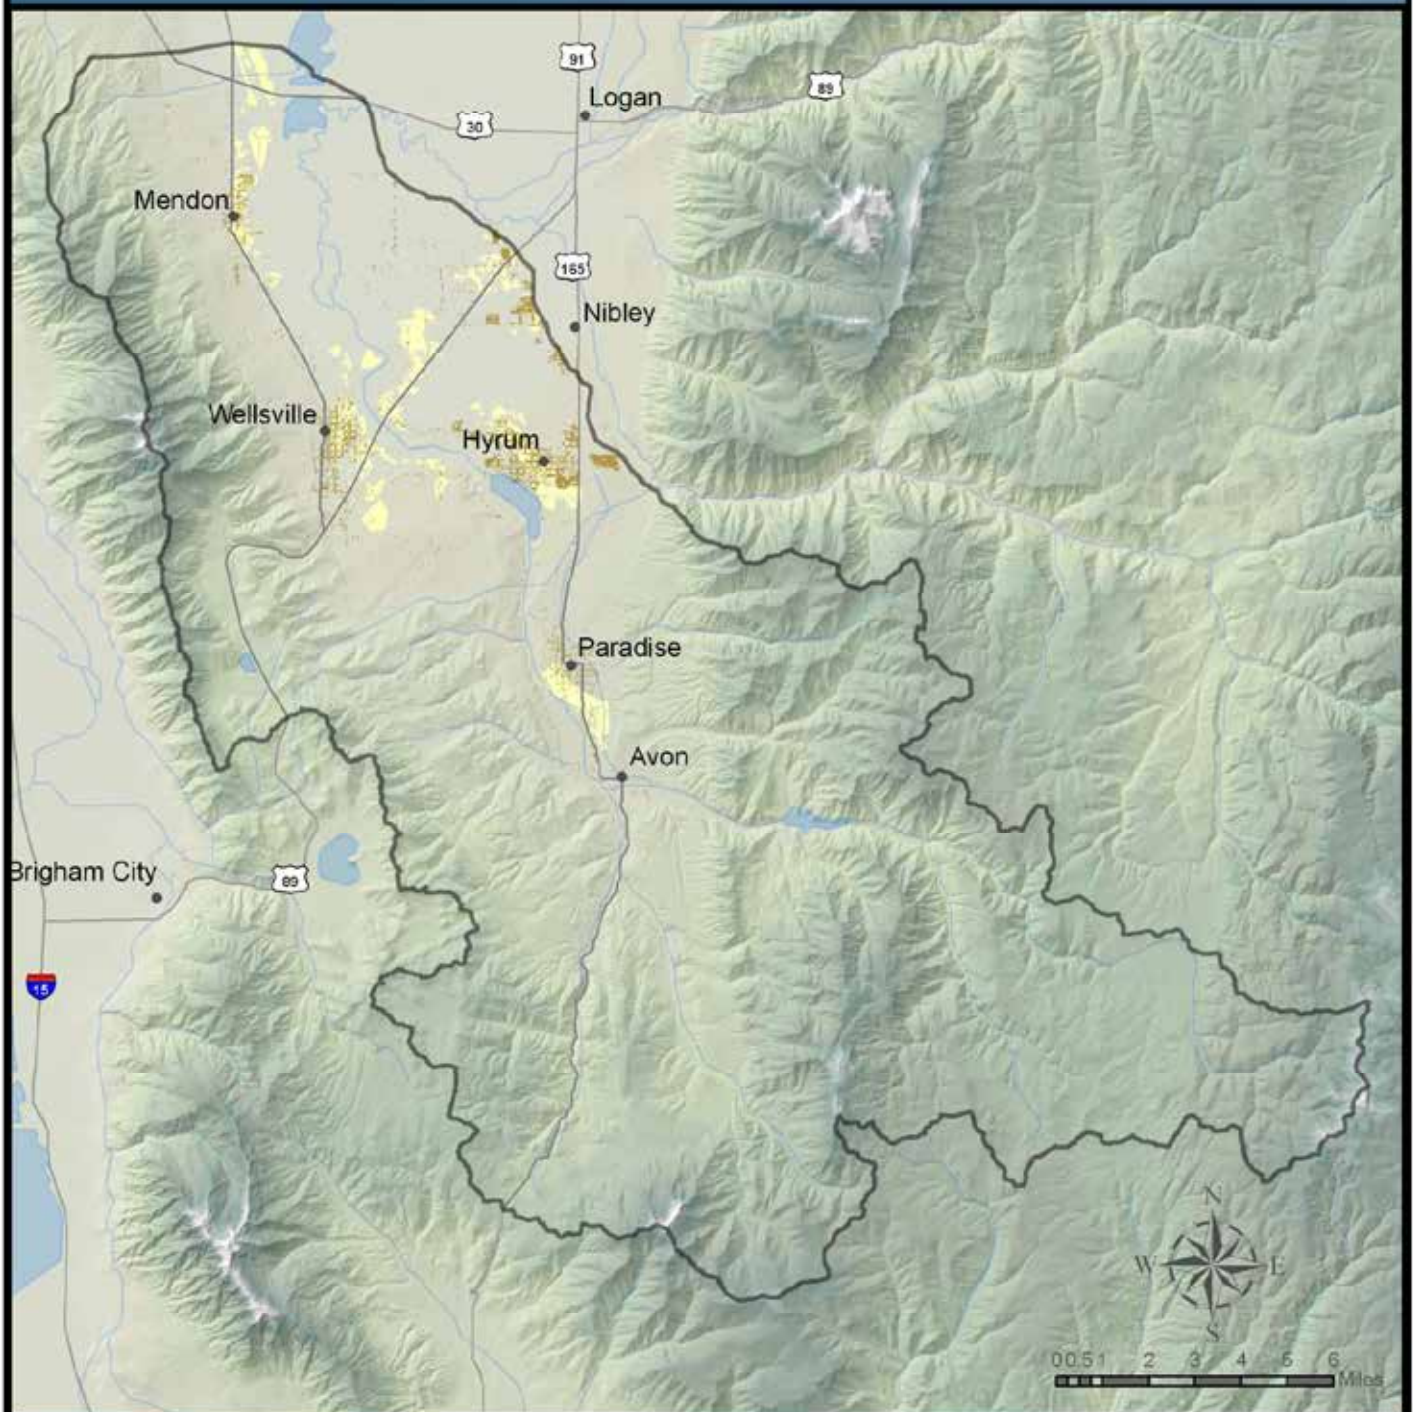 91
89
Logan
30
Mendon
165
Nibley
Wellsville
Hyrum
Paradise
Avon
Brigham City
89
15
N
W E
S
0 0.5 1 2 3 4 5 6
Miles